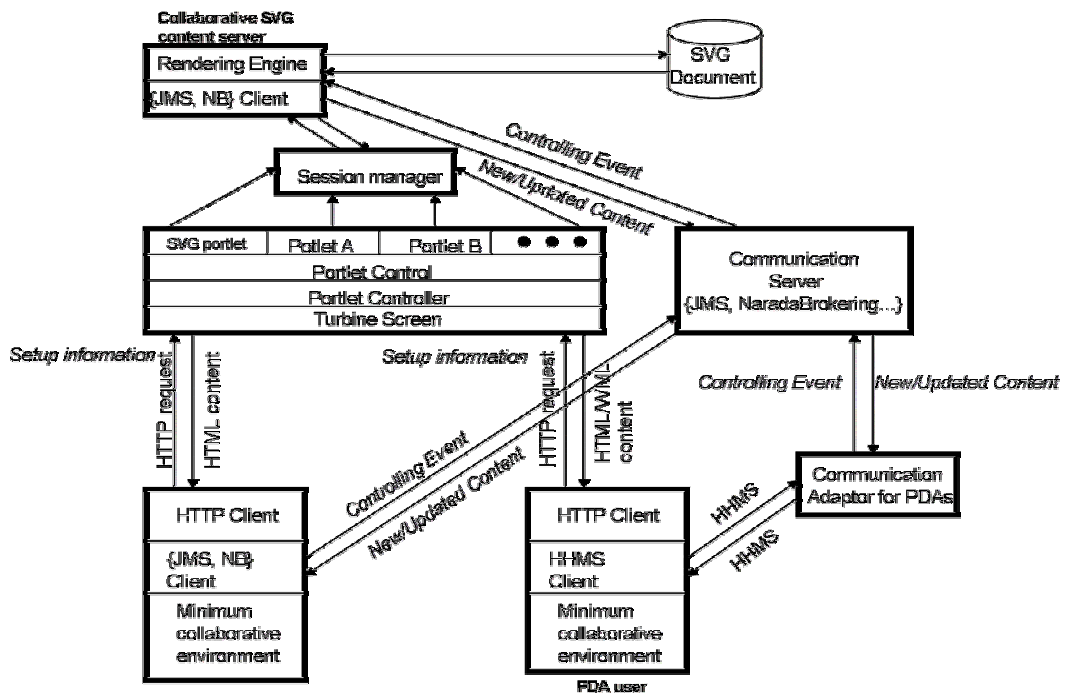 Collaborative SVG
content server
Rendering Engine
{JMS, NB} Client
SVG
Document
Controlling Event
New/Updated Content
Session manager
SVG portlet
Potlet A
Portlet B
Portlet Control
Portlet Controller
Turbine Screen
Communication
Server
{JMS, NaradaBrokering....}
Setup information
HTTP request
HTML content
Setup information
HTTP request
HTML/WML
content
Controlling Event
New/Updated Content
Controlling Event
New/Updated Content
Communication
Adaptor for PDAs
HHMS
HHMS
HTTP Client
{JMS, NB}
Client
Minimum
collaborative
environment
HTTP Client
HHMS
Client
Minimum
collaborative
environment
PDA user